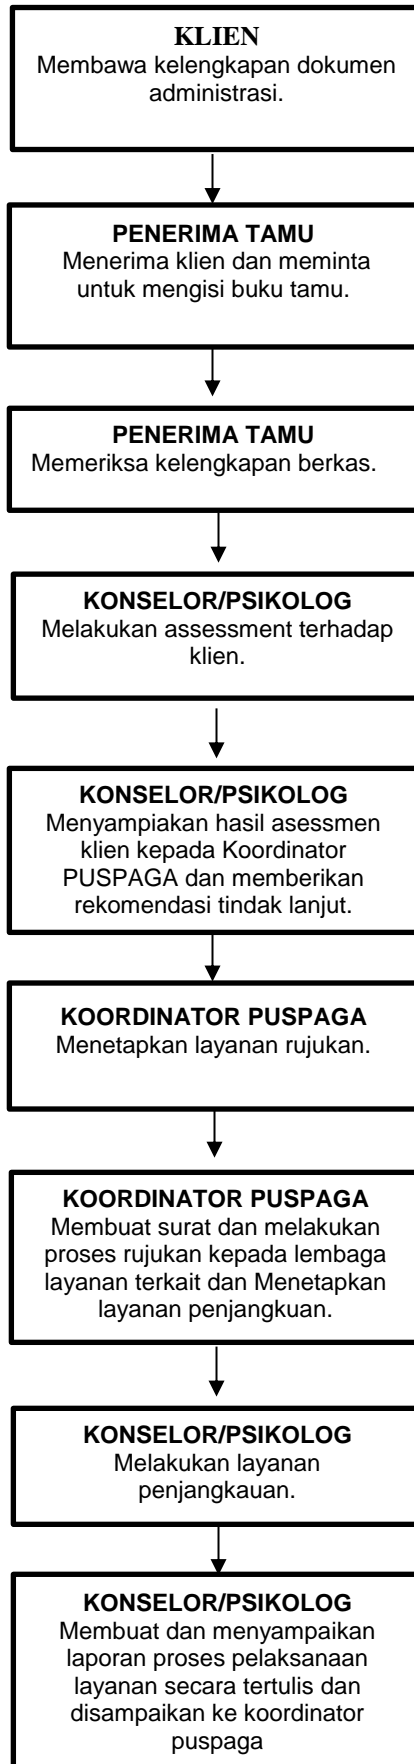 KLIEN
Membawa kelengkapan dokumen
administrasi.
PENERIMA TAMU
Menerima klien dan meminta
untuk mengisi buku tamu.
PENERIMA TAMU
Memeriksa kelengkapan berkas.
KONSELOR/PSIKOLOG
Melakukan assessment terhadap
klien.
KONSELOR/PSIKOLOG
Menyampiakan hasil asessmen
klien kepada Koordinator
PUSPAGA dan memberikan
rekomendasi tindak lanjut.
KOORDINATOR PUSPAGA
Menetapkan layanan rujukan.
KOORDINATOR PUSPAGA
Membuat surat dan melakukan
proses rujukan kepada lembaga
layanan terkait dan Menetapkan
layanan penjangkuan.
KONSELOR/PSIKOLOG
Melakukan layanan
penjangkauan.
KONSELOR/PSIKOLOG
Membuat dan menyampaikan
laporan proses pelaksanaan
layanan secara tertulis dan
disampaikan ke koordinator
puspaga